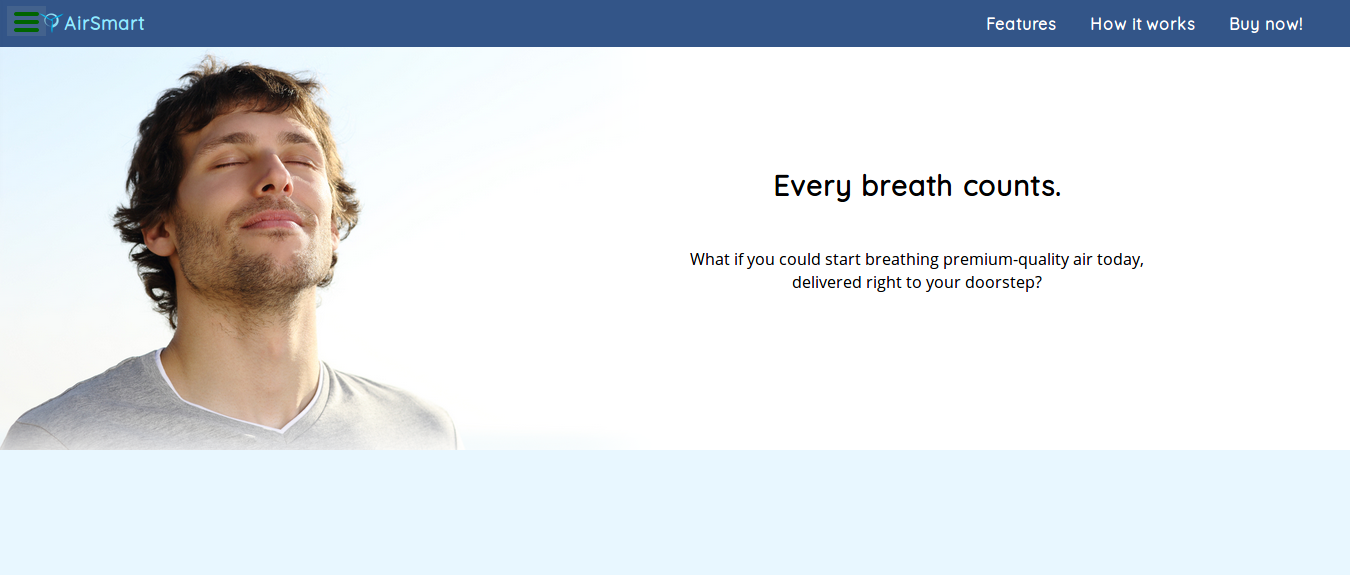 AirSmart
Features
How it works
Buy now!
Every breath counts.
What if you could start breathing premium-quality air today,
delivered right to your doorstep?